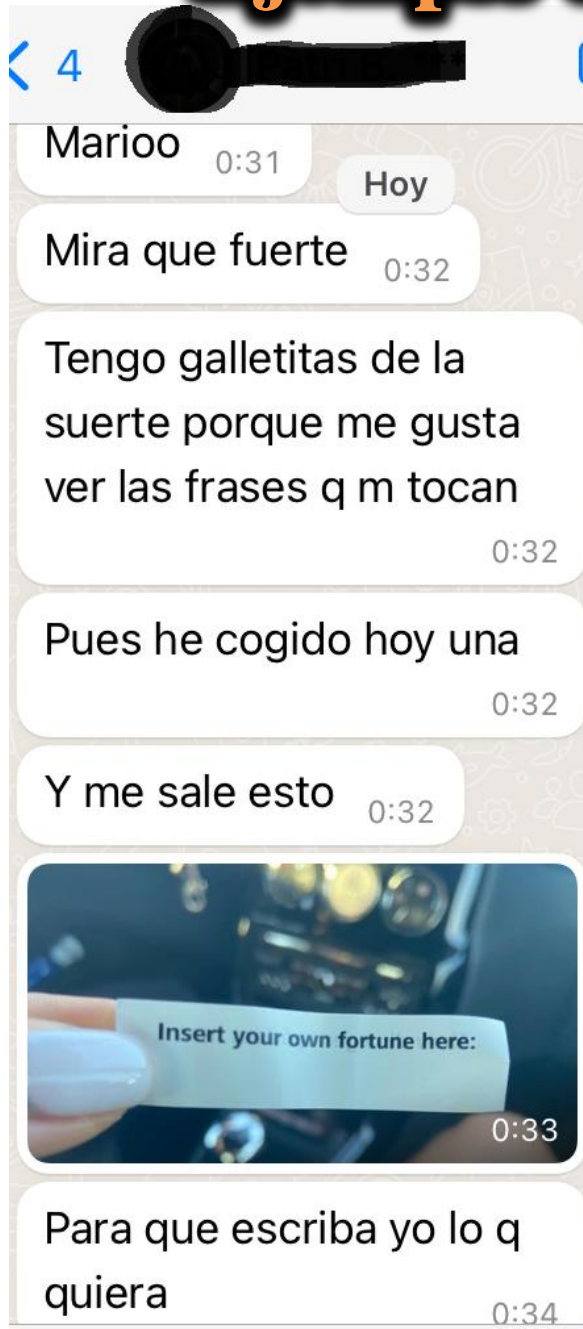 4
Marioo 0:31
Hoy
Mira que fuerte 0:32
Tengo galletitas de la
suerte porque me gusta
ver las frases q m tocan
0:32
Pues he cogido hoy una
0:32
Y me sale esto 0:32
Insert your own fortune here:
0:33
Para que escriba yo lo q
quiera 0:34